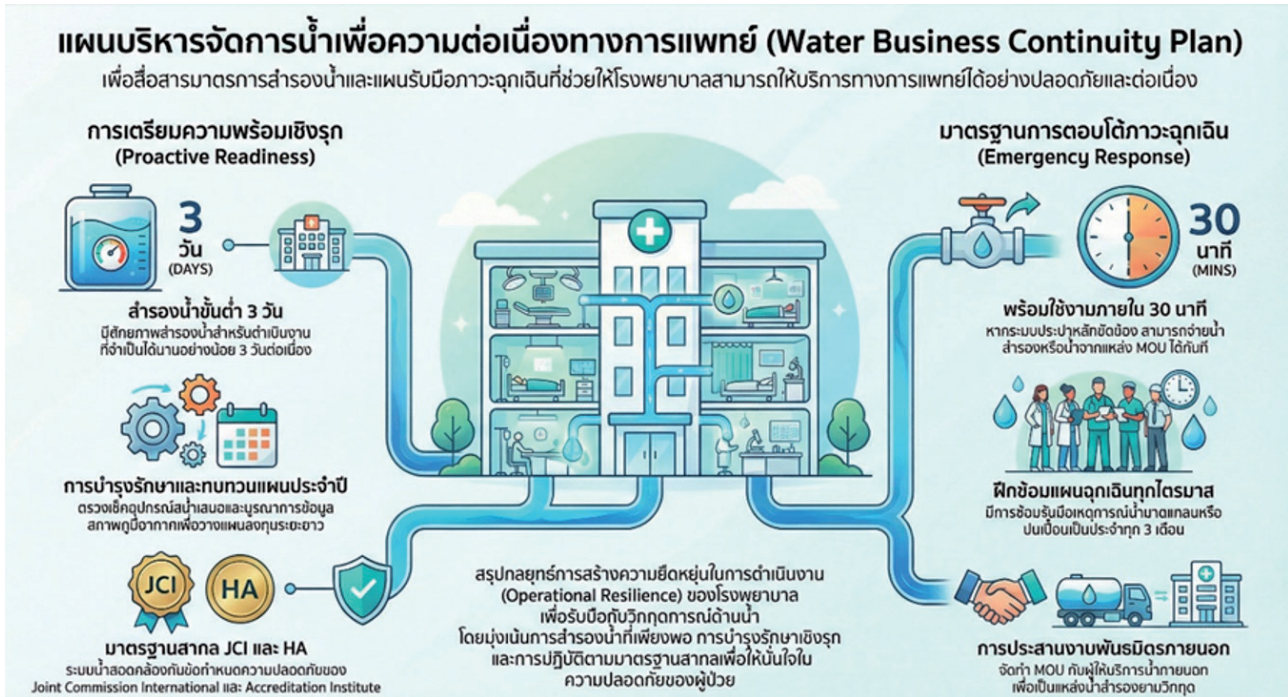 แผนบริหารจัดการน้ำเพื่อความต่อเนื่องทางการแพทย์ (Water Business Continuity Plan)
เพื่อสื่อสารมาตรการสำรองน้ำและแผนรับมือภาวะฉุกเฉินที่ช่วยให้โรงพยาบาลสามารถให้บริการทางการแพทย์ได้อย่างปลอดภัยและต่อเนื่อง
การเตรียมความพร้อมเชิงรุก
(Proactive Readiness)
3
วัน
(DAYS)
สำรองน้ำขั้นต่ำ 3 วัน
มีศักยภาพสำรองน้ำสำหรับดำเนินงาน
ที่จำเป็นได้นานอย่างน้อย 3 วันต่อเนื่อง
การบำรุงรักษาและทบทวนแผนประจำปี
ตรวจเช็คอุปกรณ์สม่ำเสมอและบูรณาการข้อมูล
สภาพภูมิอากาศเพื่อวางแผนลงทุนระยะยาว
JCI
HA
มาตรฐานสากล JCI และ HA
ระบบน้ำสอดคล้องกับข้อกำหนดความปลอดภัยของ
Joint Commission International และ Accreditation Institute
สรุปกลยุทธ์การสร้างความยืดหยุ่นในการดำเนินงาน
(Operational Resilience) ของโรงพยาบาล
เพื่อรับมือกับวิกฤตการณ์ด้านน้ำ
โดยมุ่งเน้นการสำรองน้ำที่เพียงพอ การบำรุงรักษาเชิงรุก
และการปฏิบัติตามมาตรฐานสากลเพื่อให้มั่นใจใน
ความปลอดภัยของผู้ป่วย
มาตรฐานการตอบโต้ภาวะฉุกเฉิน
(Emergency Response)
30
นาที
(MINS)
พร้อมใช้งานภายใน 30 นาที
หากระบบประปาหลักขัดข้อง สามารถจ่ายน้ำ
สำรองหรือน้ำจากแหล่ง MOU ได้ทันที
ฝึกซ้อมแผนฉุกเฉินทุกไตรมาส
มีการซ้อมรับมือเหตุการณ์น้ำขาดแคลนหรือ
ปนเปื้อนเป็นประจำทุก 3 เดือน
การประสานงานพันธมิตรภายนอก
จัดทำ MOU กับผู้ให้บริการน้ำภายนอก
เพื่อเป็นแหล่งน้ำสำรองยามวิกฤต